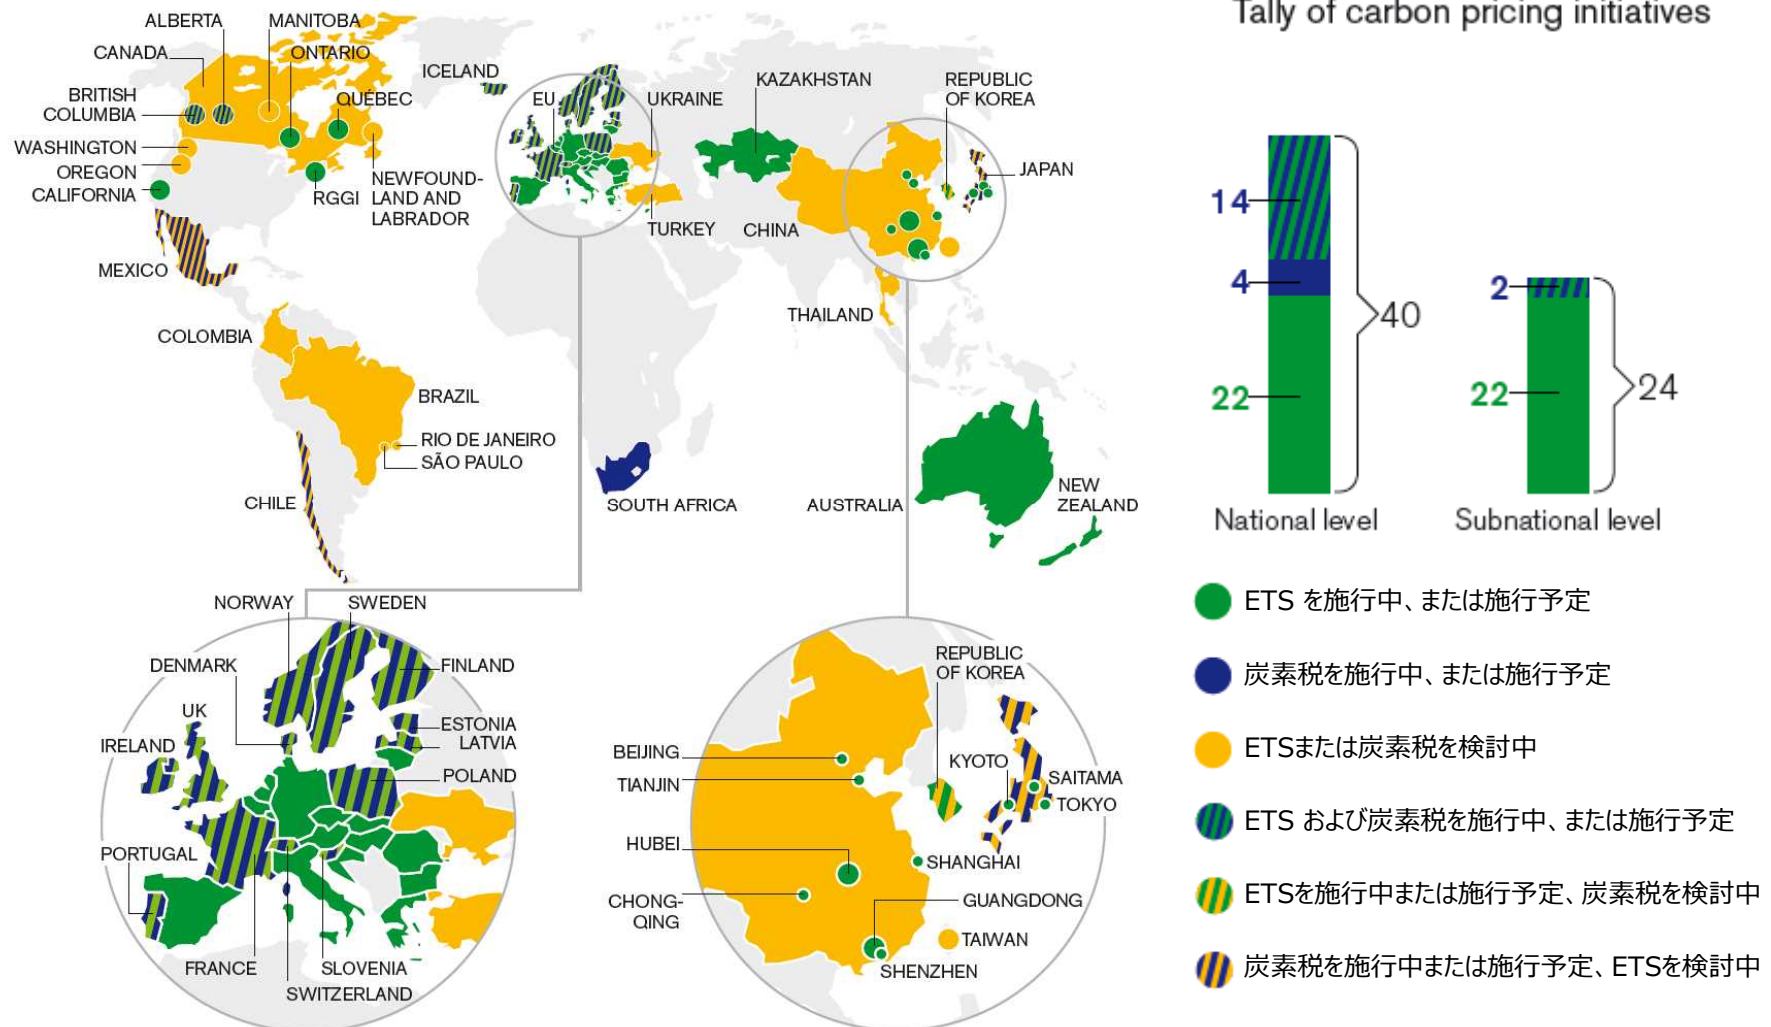 Tally of carbon pricing initiatives
ALBERTA
MANITOBA
CANADA
ONTARIO
BRITISH
COLUMBIA
QUÉBEC
WASHINGTON
OREGON
CALIFORNIA
RGGI
NEWFOUND-
LAND AND
LABRADOR
MEXICO
ICELAND
EU
UKRAINE
TURKEY
KAZAKHSTAN
CHINA
REPUBLIC
OF KOREA
JAPAN
THAILAND
COLOMBIA
BRAZIL
RIO DE JANEIRO
SÃO PAULO
CHILE
SOUTH AFRICA
AUSTRALIA
NEW
ZEALAND
14
4
22
40
National level
2
22
24
Subnational level
NORWAY
SWEDEN
DENMARK
FINLAND
UK
IRELAND
ESTONIA
LATVIA
POLAND
PORTUGAL
FRANCE
SLOVENIA
SWITZERLAND
REPUBLIC
OF KOREA
BEIJING
TIANJIN
KYOTO
SAITAMA
TOKYO
HUBEI
SHANGHAI
CHONG-
QING
GUANGDONG
TAIWAN
SHENZHEN
ETS を施行中、または施行予定
炭素税を施行中、または施行予定
ETSまたは炭素税を検討中
ETS および炭素税を施行中、または施行予定
ETSを施行中または施行予定、炭素税を検討中
炭素税を施行中または施行予定、ETSを検討中